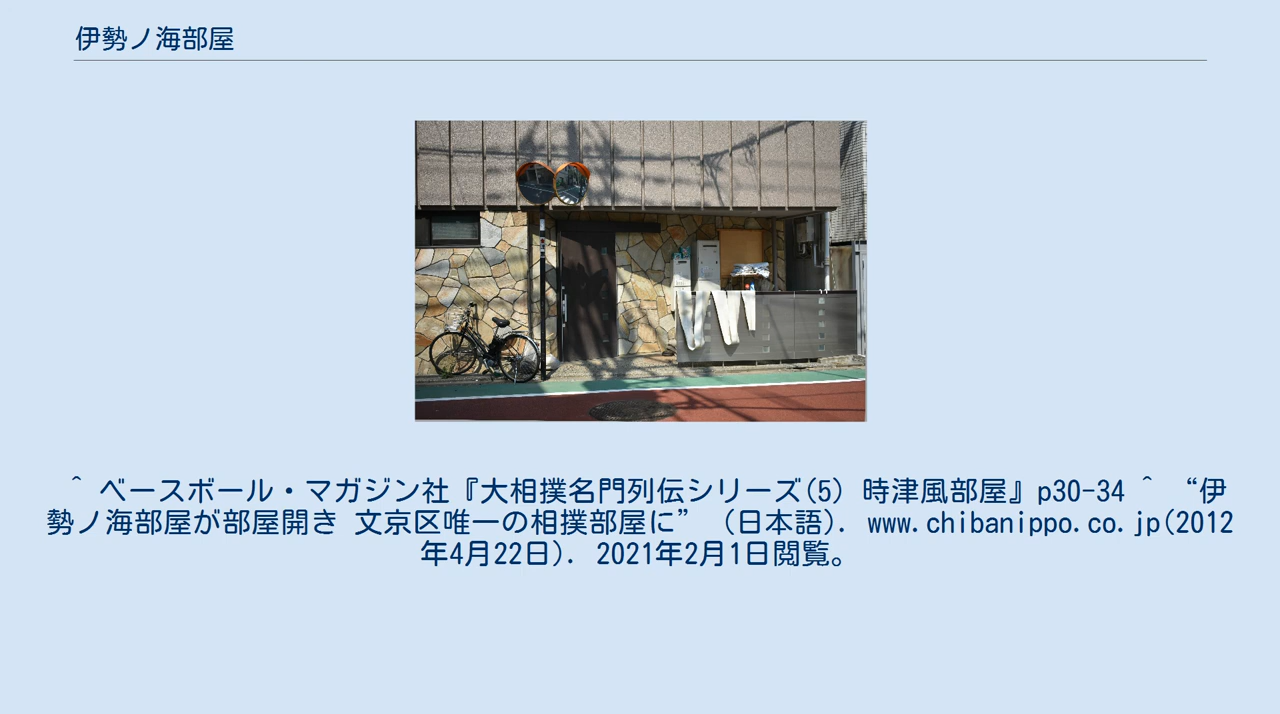 伊勢ノ海部屋
^ ベースボール・マガジン社『大相撲名門列伝シリーズ(5) 時津風部屋』p30-34 ^ “伊
勢ノ海部屋が部屋開き 文京区唯一の相撲部屋に” (日本語). www.chibanippo.co.jp(2012
年4月22日). 2021年2月1日閲覧。